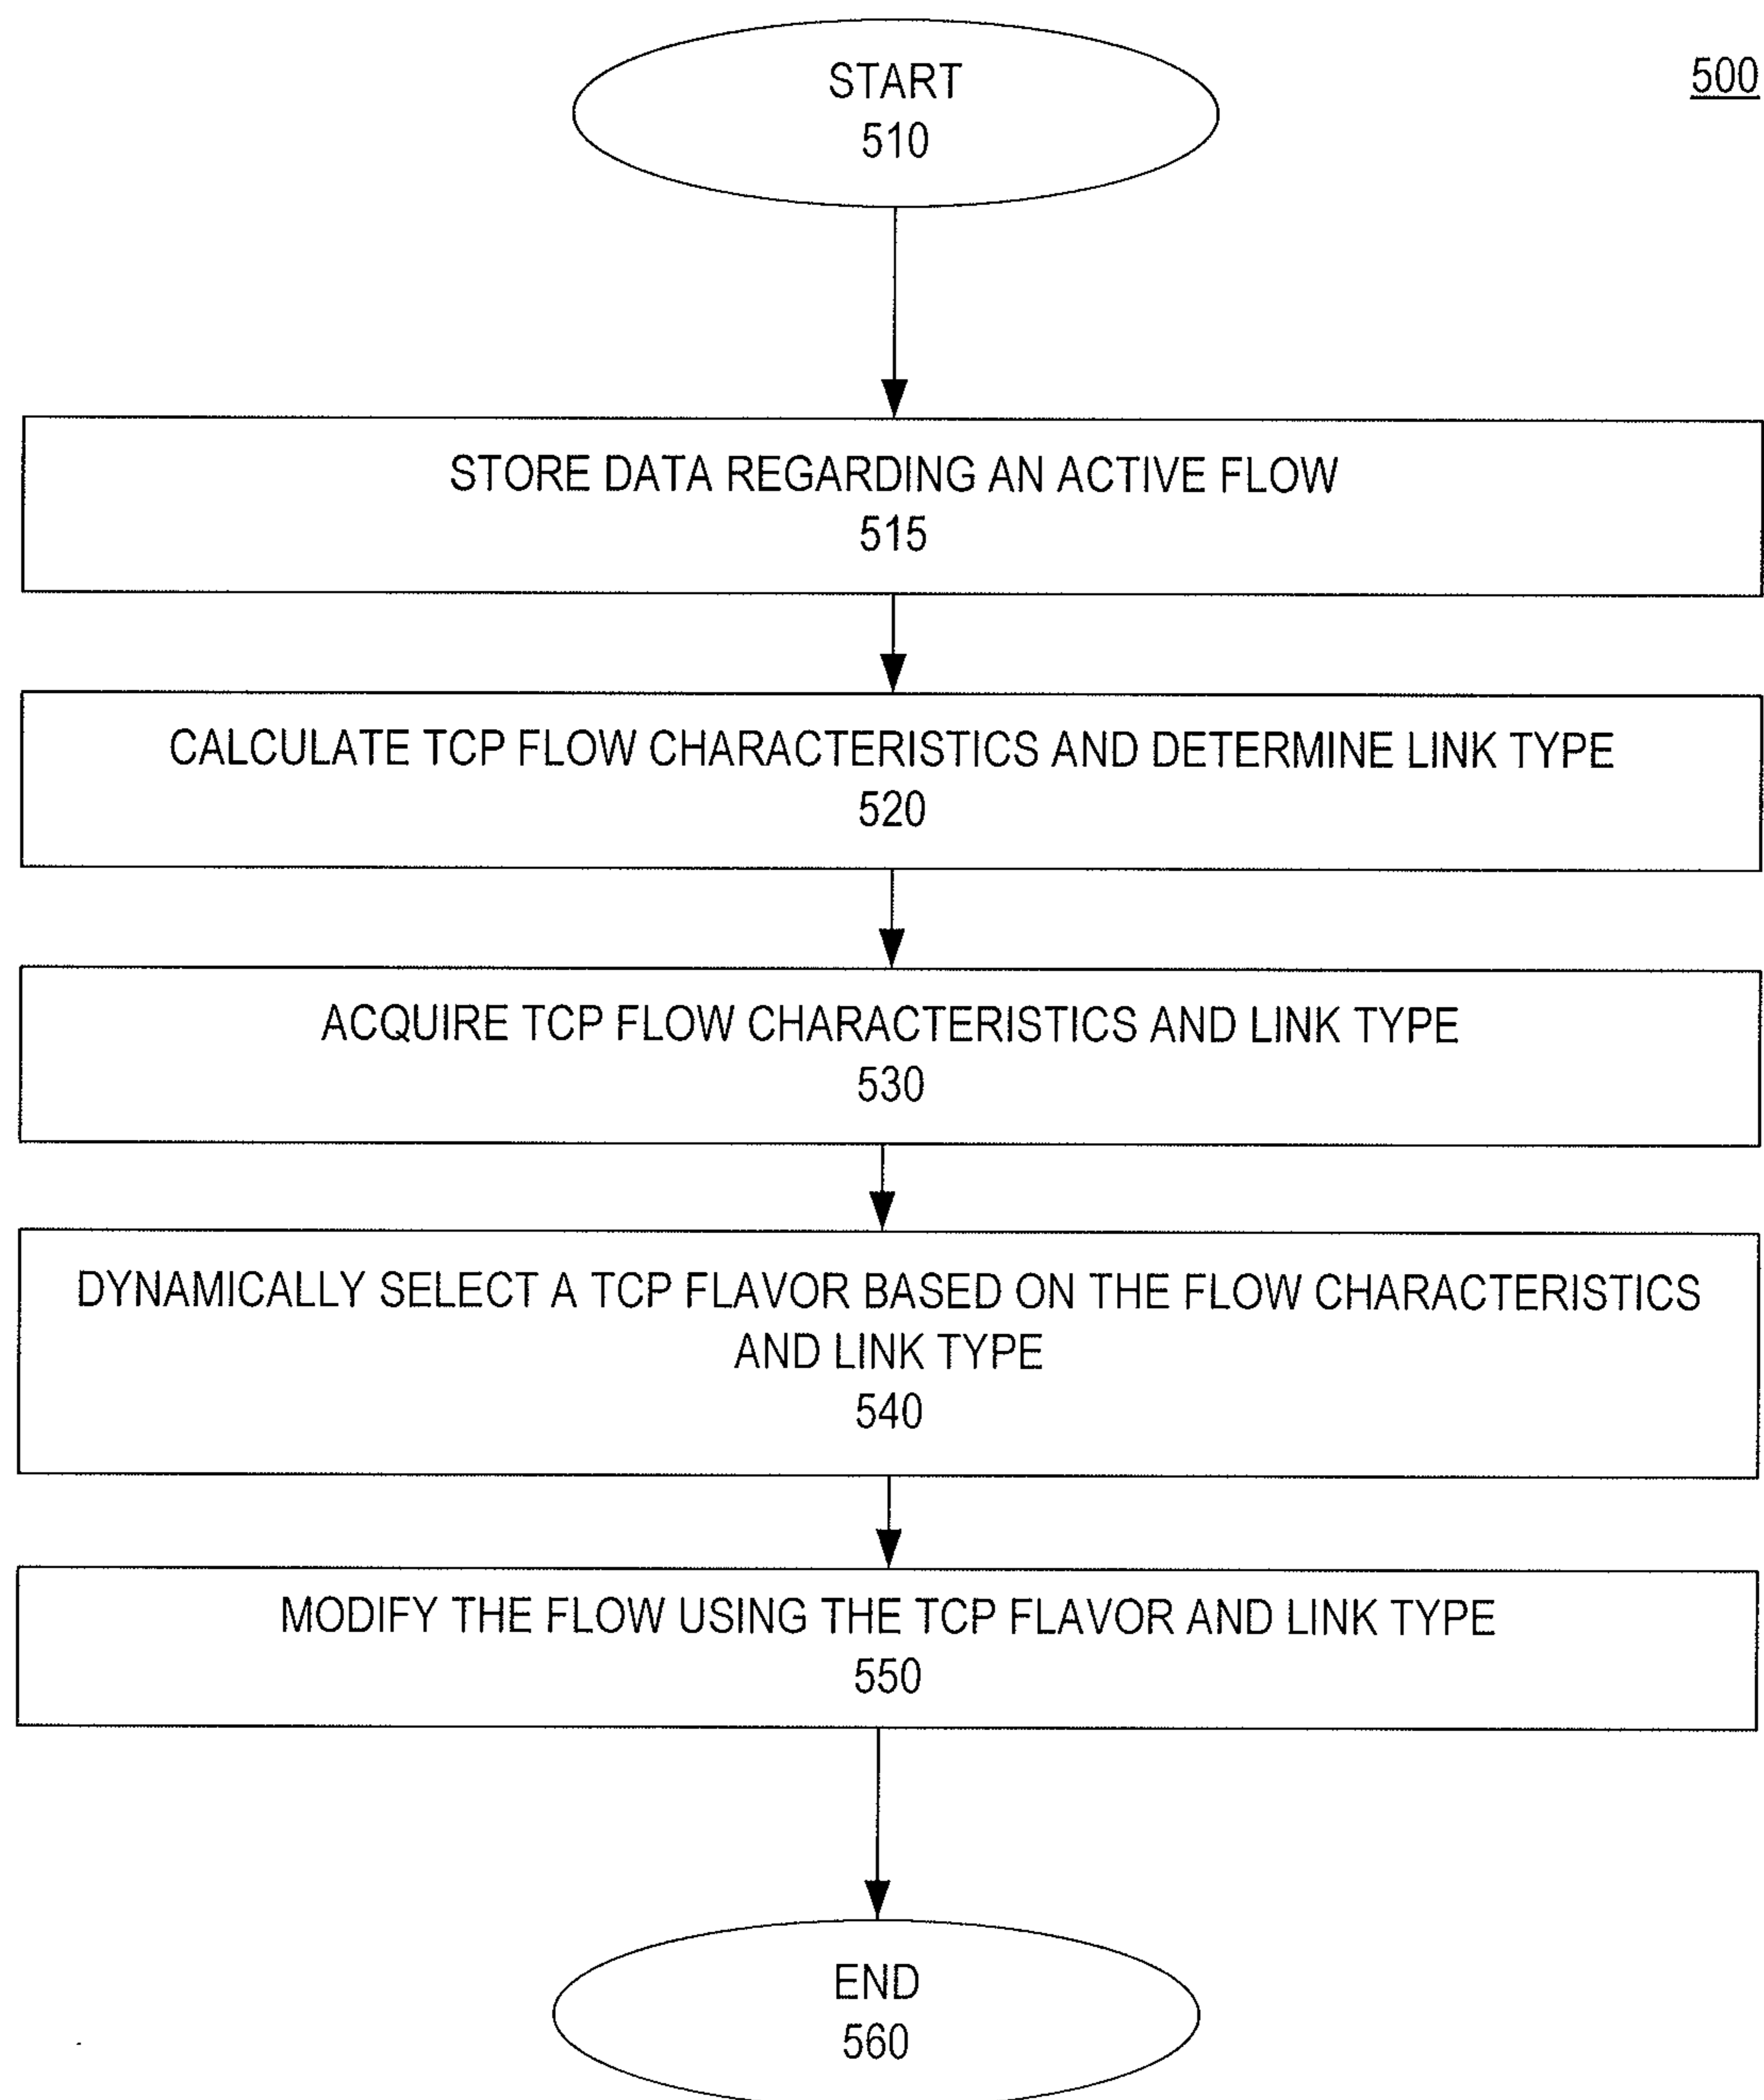 500
START
510
STORE DATA REGARDING AN ACTIVE FLOW
515
CALCULATE TCP FLOW CHARACTERISTICS AND DETERMINE LINK TYPE
520
ACQUIRE TCP FLOW CHARACTERISTICS AND LINK TYPE
530
DYNAMICALLY SELECT A TCP FLAVOR BASED ON THE FLOW CHARACTERISTICS
AND LINK TYPE
540
MODIFY THE FLOW USING THE TCP FLAVOR AND LINK TYPE
550
END
560